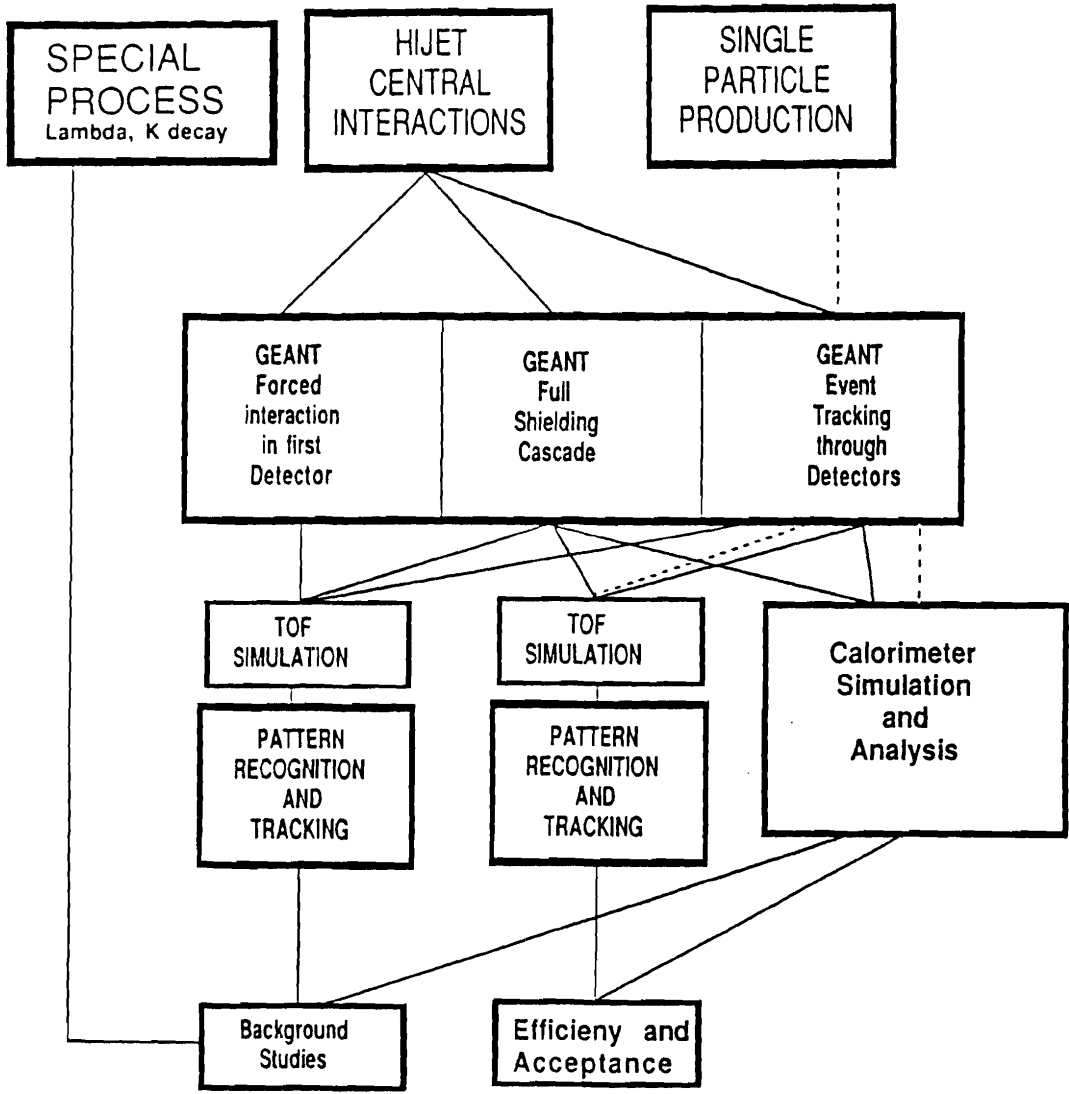 SPECIAL
PROCESS
Lambda, K decay
HIJET
CENTRAL
INTERACTIONS
SINGLE
PARTICLE
PRODUCTION
GEANT
Forced
interaction
in first
Detector
GEANT
Full
Shielding
Cascade
GEANT
Event
Tracking
through
Detectors
TOF
SIMULATION
TOF
SIMULATION
Calorimeter
Simulation
and
Analysis
PATTERN
RECOGNITION
AND
TRACKING
PATTERN
RECOGNITION
AND
TRACKING
Background
Studies
Efficieny and
Acceptance